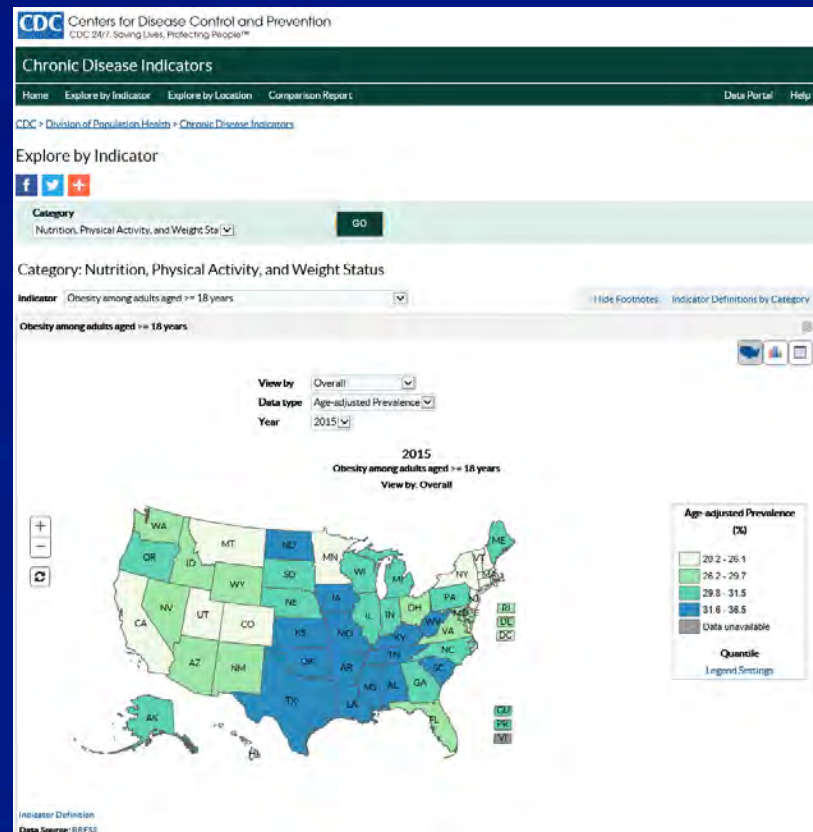 CDC Centers for Disease Control and Prevention
CDC 24/7: Saving Lives, Protecting People™
Chronic Disease Indicators
Home Explore by Indicator Explore by Location Comparison Report Data Portal Help
CDC > Division of Population Health > Chronic Disease Indicators
Explore by Indicator
Category
Nutrition, Physical Activity, and Weight Sta
GO
Category: Nutrition, Physical Activity, and Weight Status
Indicator Obesity among adults aged >= 18 years Hide Footnotes Indicator Definitions by Category
Obesity among adults aged >= 18 years
View by Overall
Data type Age-adjusted Prevalence
Year 2015
2015
Obesity among adults aged >= 18 years
View by: Overall
Age-adjusted Prevalence
(%)
20.2 - 26.1
26.2 - 29.7
29.8 - 31.5
31.6 - 36.5
Data unavailable
Quantile
Legend Settings
WA MT ND MN VT ME
OR ID SD WI MI NY MA
WY IA PA NJ
NV NE IL IN OH RI
CA UT CO KS MO WV MD DE
KY VA DC
AZ NM OK AR TN NC
TX MS AL GA SC
LA FL
AK GU
PR
VI
Indicator Definition
Data Source: BRFSS